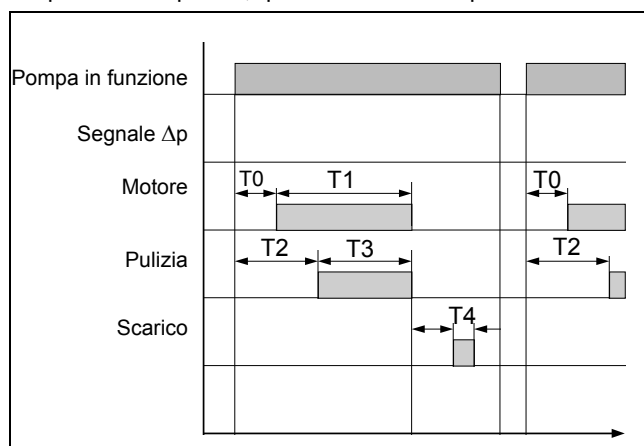 Pompa in funzione
Segnale Δp
Motore
T0
T1
T0
Pulizia
T2
T3
T2
Scarico
T4